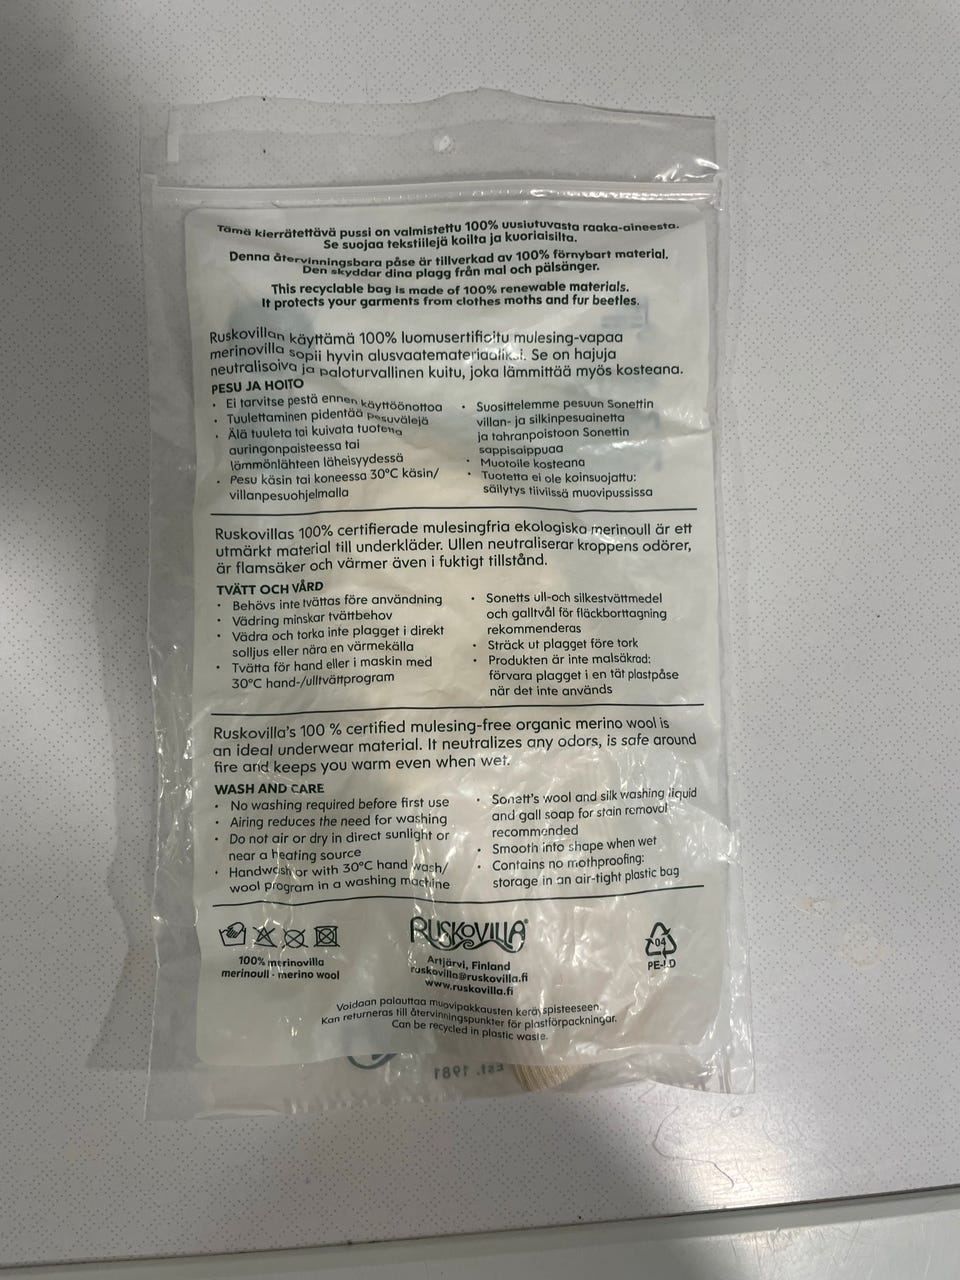 Tämä kierrätettävä pussi on valmistettu 100% uusiutuvasta raaka-aineesta.
Se suojaa tekstiilejä koilta ja kuoriaisilta.
Denna återvinningsbara påse är tillverkad av 100% förnybart material.
Den skyddar dina plagg från mal och pälsänger.
This recyclable bag is made of 100% renewable materials.
It protects your garments from clothes moths and fur beetles.
Ruskovillan käyttämä 100% luomusertifioitu mulesing-vapaa
merinovilla sopii hyvin alusvaatemateriaaliksi. Se on hajuja
neutralisoiva ja paloturvallinen kuitu, joka lämmittää myös kosteana.
PESU JA HOITO
• Ei tarvitse pestä ennen käyttöönottoa
• Tuulettaminen pidentää pesuvälejä
• Älä tuuleta tai kuivata tuotetta
auringonpaisteessa tai
lämmönlähteen läheisyydessä
• Pesu käsin tai koneessa 30°C käsin/
villanpesuohjelmalla
• Suosittelemme pesuun Sonettin
villan- ja silkinpesuainetta
ja tahranpoistoon Sonettin
sappisaippuaa
• Muotoile kosteana
• Tuotetta ei ole koinsuojattu:
säilytys tiiviissä muovipussissa
Ruskovillas 100% certifierade mulesingfria ekologiska merinoull är ett
utmärkt material till underkläder. Ullen neutraliserar kroppens odörer,
är flamsäker och värmer även i fuktigt tillstånd.
TVÄTT OCH VÅRD
• Behövs inte tvättas före användning
• Vädring minskar tvättbehov
• Vädra och torka inte plagget i direkt
solljus eller nära en värmekälla
• Tvätta för hand eller i maskin med
30°C hand-/ulltvättprogram
• Sonetts ull-och silkestvättmedel
och galltvål för fläckborttagning
rekommenderas
• Sträck ut plagget före tork
• Produkten är inte malsäkrad:
förvara plagget i en tät plastpåse
när det inte används
Ruskovilla's 100 % certified mulesing-free organic merino wool is
an ideal underwear material. It neutralizes any odors, is safe around
fire and keeps you warm even when wet.
WASH AND CARE
• No washing required before first use
• Airing reduces the need for washing
• Do not air or dry in direct sunlight or
near a heating source
• Handwash or with 30°C hand wash/
wool program in a washing machine
• Sonett's wool and silk washing liquid
and gall soap for stain removal
recommended
• Smooth into shape when wet
• Contains no mothproofing:
storage in an air-tight plastic bag
100% merinovilla
merinoull - merino wool
RUSKOVILLA®
Artjärvi, Finland
ruskovilla@ruskovilla.fi
www.ruskovilla.fi
04
PE-LD
Voidaan palauttaa muovipakkausten keräyspisteeseen.
Kan returneras till återvinningspunkter för plastförpackningar.
Can be recycled in plastic waste.
Est. 1981